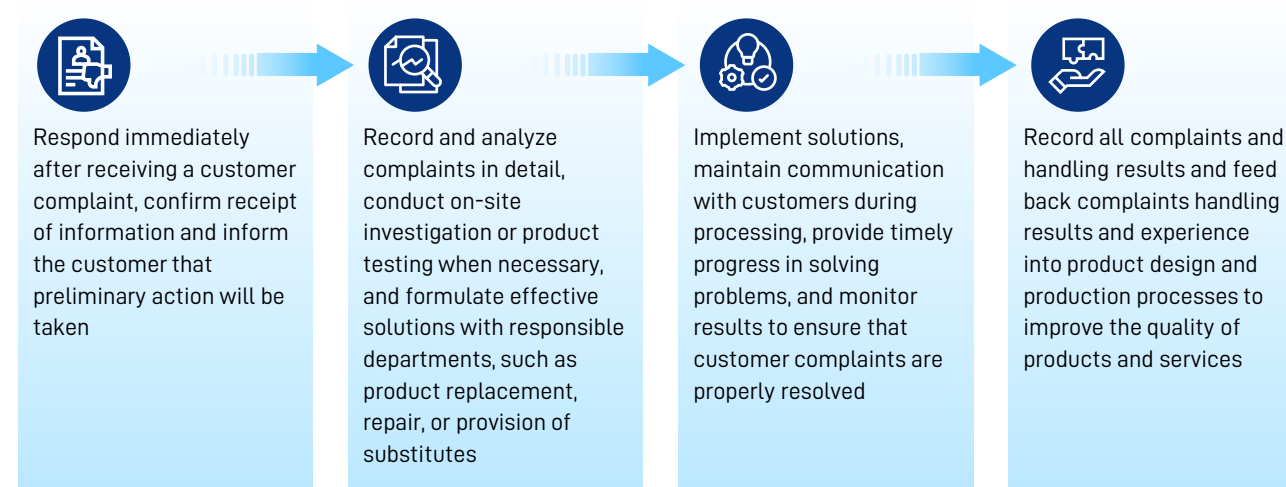 Respond immediately
after receiving a customer
complaint, confirm receipt
of information and inform
the customer that
preliminary action will be
taken
Record and analyze
complaints in detail,
conduct on-site
investigation or product
testing when necessary,
and formulate effective
solutions with responsible
departments, such as
product replacement,
repair, or provision of
substitutes
Implement solutions,
maintain communication
with customers during
processing, provide timely
progress in solving
problems, and monitor
results to ensure that
customer complaints are
properly resolved
Record all complaints and
handling results and feed
back complaints handling
results and experience
into product design and
production processes to
improve the quality of
products and services